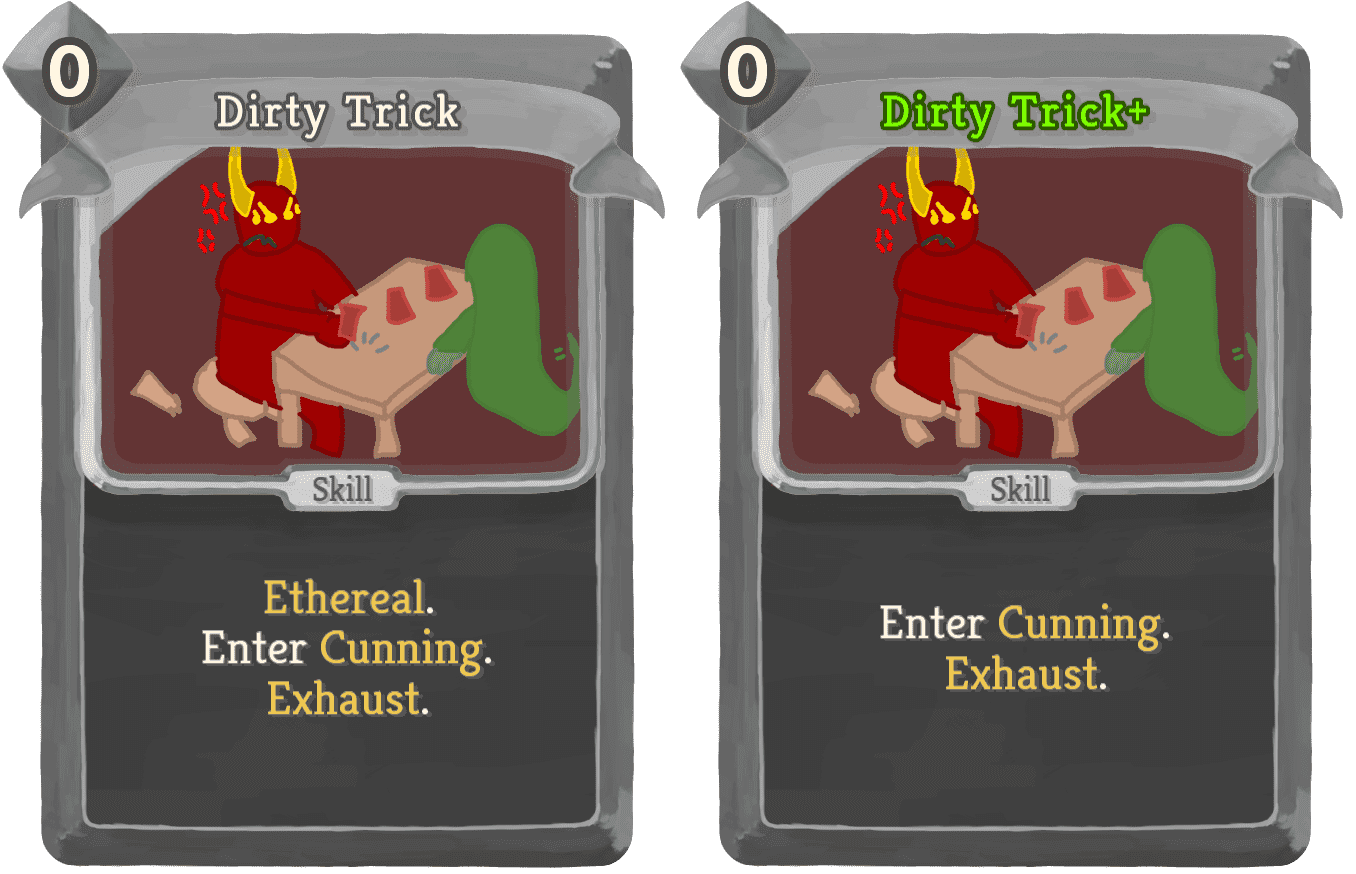 0
Dirty Trick
Skill
Ethereal.
Enter Cunning.
Exhaust.
0
Dirty Trick+
Skill
Enter Cunning.
Exhaust.